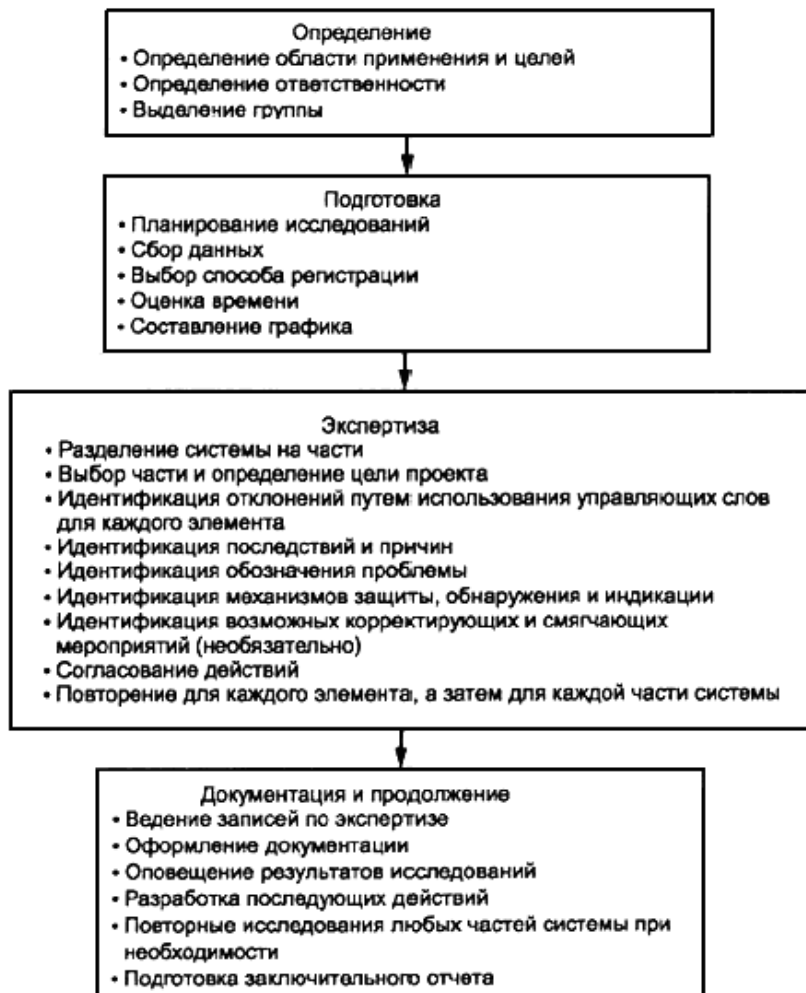 Определение
• Определение области применения и целей
• Определение ответственности
• Выделение группы
Подготовка
• Планирование исследований
• Сбор данных
• Выбор способа регистрации
• Оценка времени
• Составление графика
Экспертиза
• Разделение системы на части
• Выбор части и определение цели проекта
• Идентификация отклонений путем использования управляющих слов
для каждого элемента
• Идентификация последствий и причин
• Идентификация обозначения проблемы
• Идентификация механизмов защиты, обнаружения и индикации
• Идентификация возможных корректирующих и смягчающих
мероприятий (необязательно)
• Согласование действий
• Повторение для каждого элемента, а затем для каждой части системы
Документация и продолжение
• Ведение записей по экспертизе
• Оформление документации
• Оповещение результатов исследований
• Разработка последующих действий
• Повторные исследования любых частей системы при
необходимости
• Подготовка заключительного отчета